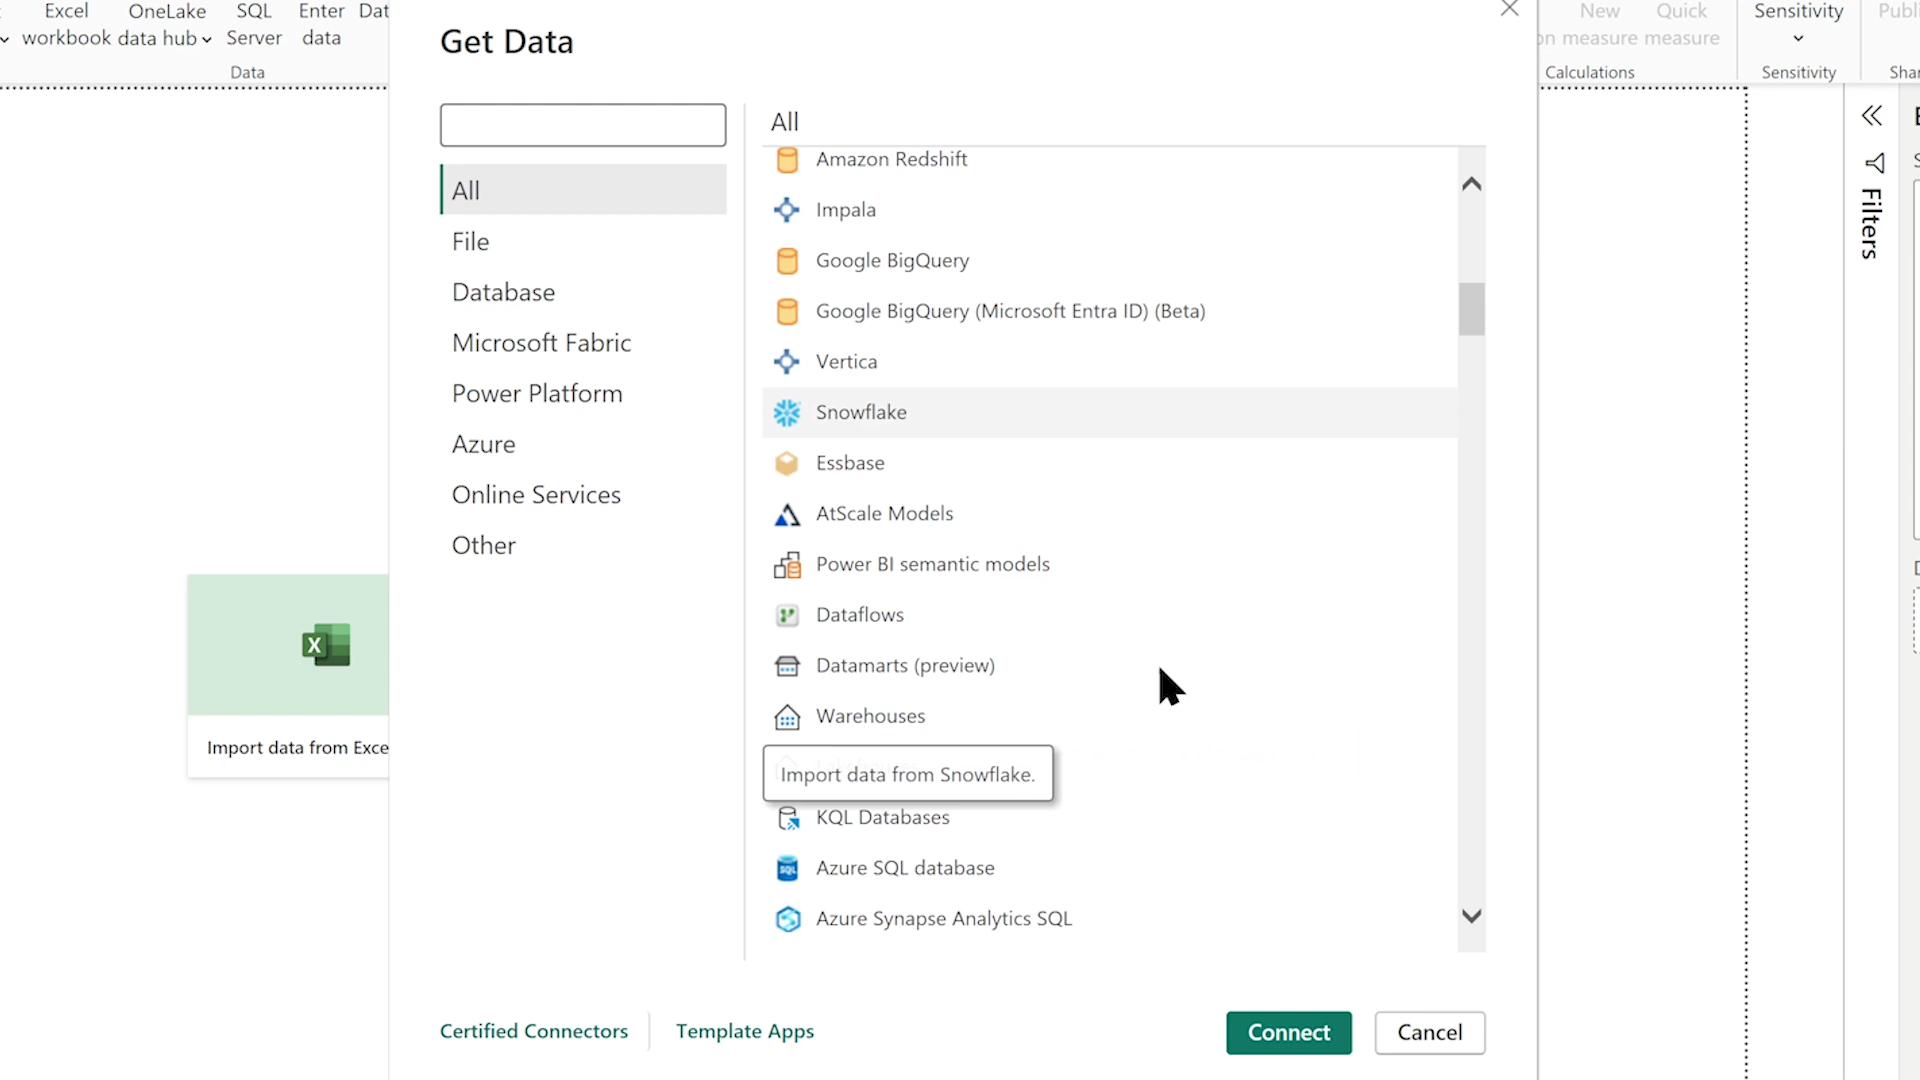 Excel
workbook
OneLake
data hub
SQL
Server
Enter
data
Data
Get Data
All
File
Database
Microsoft Fabric
Power Platform
Azure
Online Services
Other
All
Amazon Redshift
Impala
Google BigQuery
Google BigQuery (Microsoft Entra ID) (Beta)
Vertica
Snowflake
Essbase
AtScale Models
Power BI semantic models
Dataflows
Datamarts (preview)
Warehouses
Import data from Snowflake.
KQL Databases
Azure SQL database
Azure Synapse Analytics SQL
Certified Connectors
Template Apps
Connect
Cancel
Import data from Exce
New
measure
Quick
measure
Calculations
Sensitivity
Sensitivity
Filters